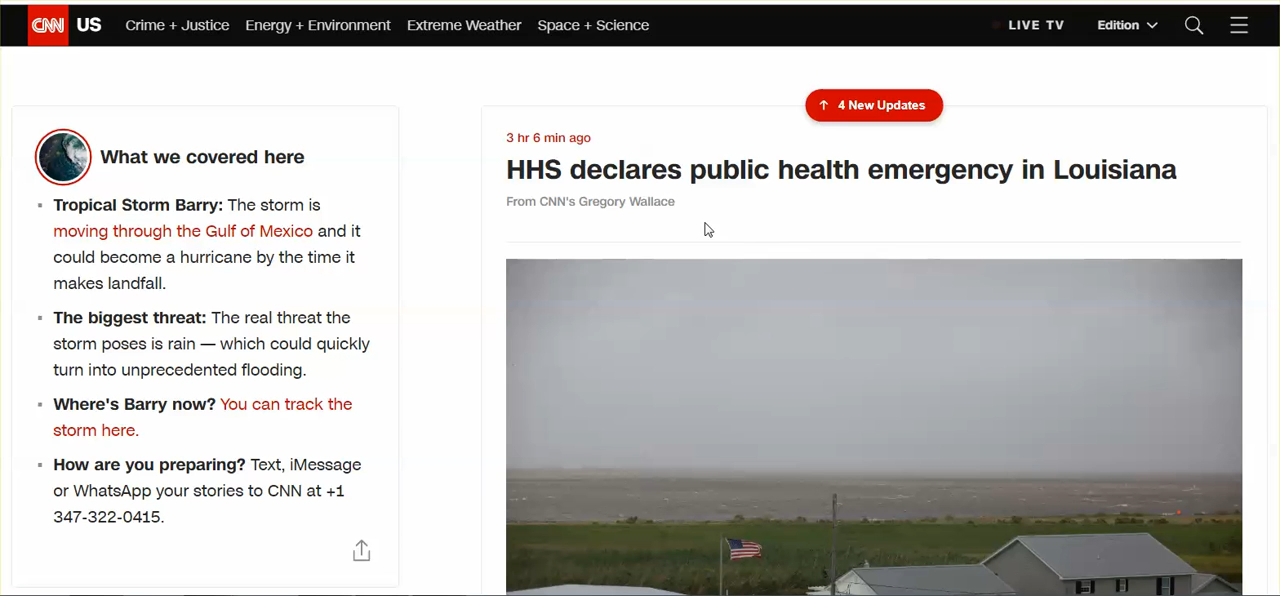 CNN US Crime + Justice Energy + Environment Extreme Weather Space + Science LIVE TV Edition
What we covered here
Tropical Storm Barry: The storm is
moving through the Gulf of Mexico and it
could become a hurricane by the time it
makes landfall.
The biggest threat: The real threat the
storm poses is rain — which could quickly
turn into unprecedented flooding.
Where's Barry now? You can track the
storm here.
How are you preparing? Text, iMessage
or WhatsApp your stories to CNN at +1
347-322-0415.
4 New Updates
3 hr 6 min ago
HHS declares public health emergency in Louisiana
From CNN's Gregory Wallace